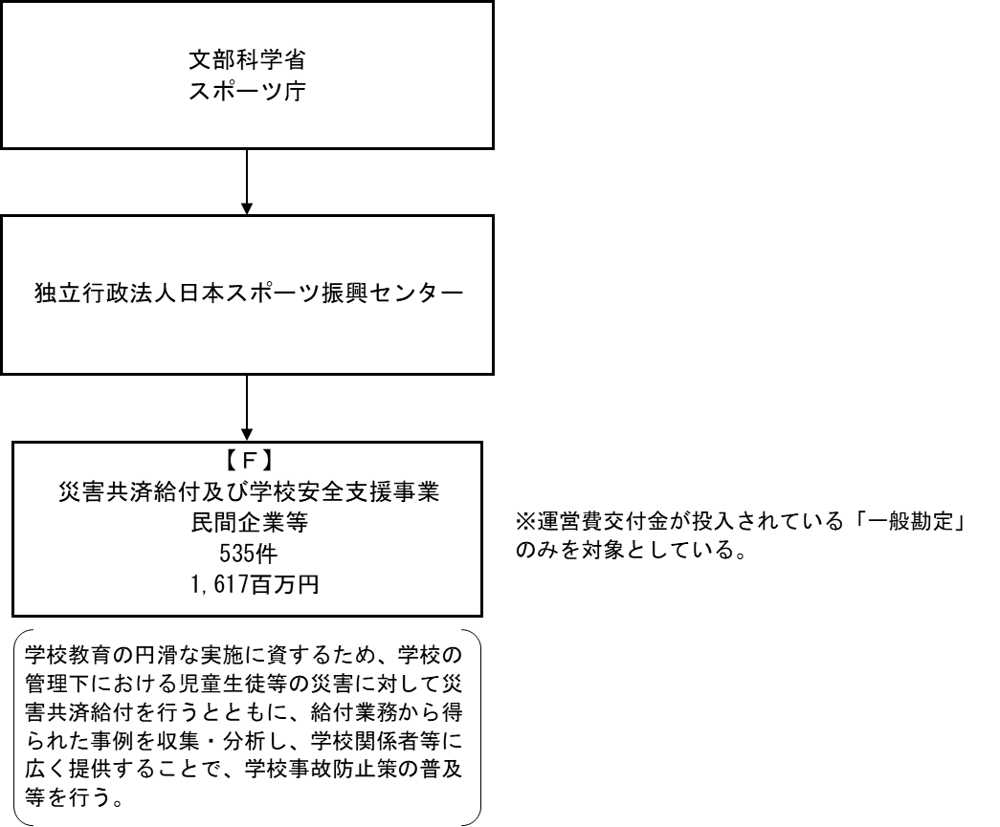 文部科学省
スポーツ庁
独立行政法人日本スポーツ振興センター
【Ｆ】
災害共済給付及び学校安全支援事業
民間企業等
535件
1,617百万円
※運営費交付金が投入されている「一般勘定」
のみを対象としている。
学校教育の円滑な実施に資するため、学校の
管理下における児童生徒等の災害に対して災
害共済給付を行うとともに、給付業務から得
られた事例を収集・分析し、学校関係者等に
広く提供することで、学校事故防止策の普及
等を行う。